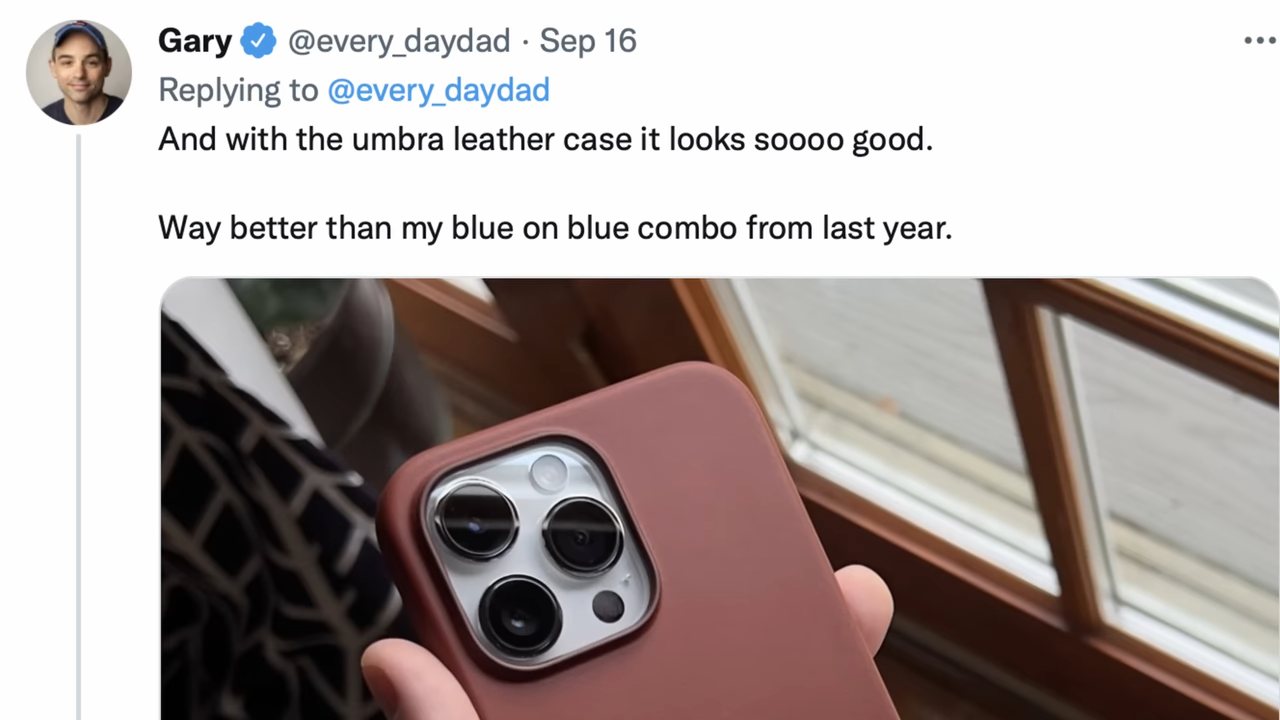 Gary @every_daydad · Sep 16
Replying to @every_daydad
And with the umbra leather case it looks soooo good.
Way better than my blue on blue combo from last year.